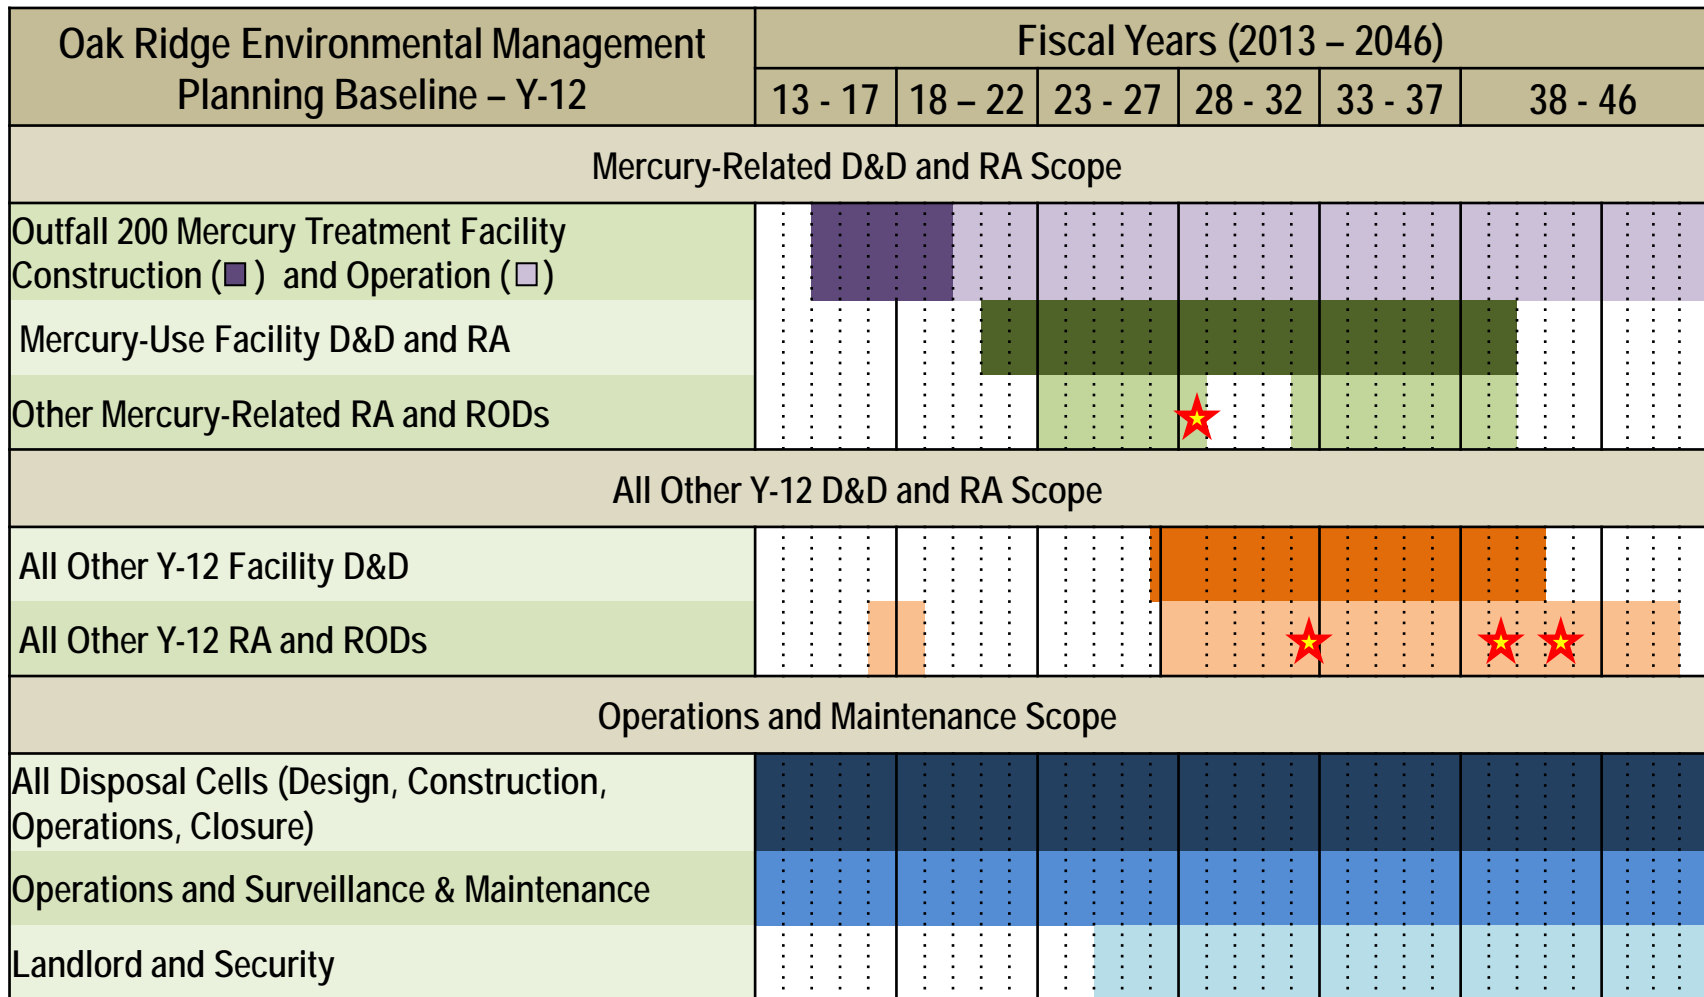 Oak Ridge Environmental Management
Planning Baseline – Y-12
Fiscal Years (2013 – 2046)
13 - 17
18 – 22
23 - 27
28 - 32
33 - 37
38 - 46
Mercury-Related D&D and RA Scope
Outfall 200 Mercury Treatment Facility
Construction (■) and Operation (□)
Mercury-Use Facility D&D and RA
Other Mercury-Related RA and RODs
All Other Y-12 D&D and RA Scope
All Other Y-12 Facility D&D
All Other Y-12 RA and RODs
Operations and Maintenance Scope
All Disposal Cells (Design, Construction,
Operations, Closure)
Operations and Surveillance & Maintenance
Landlord and Security